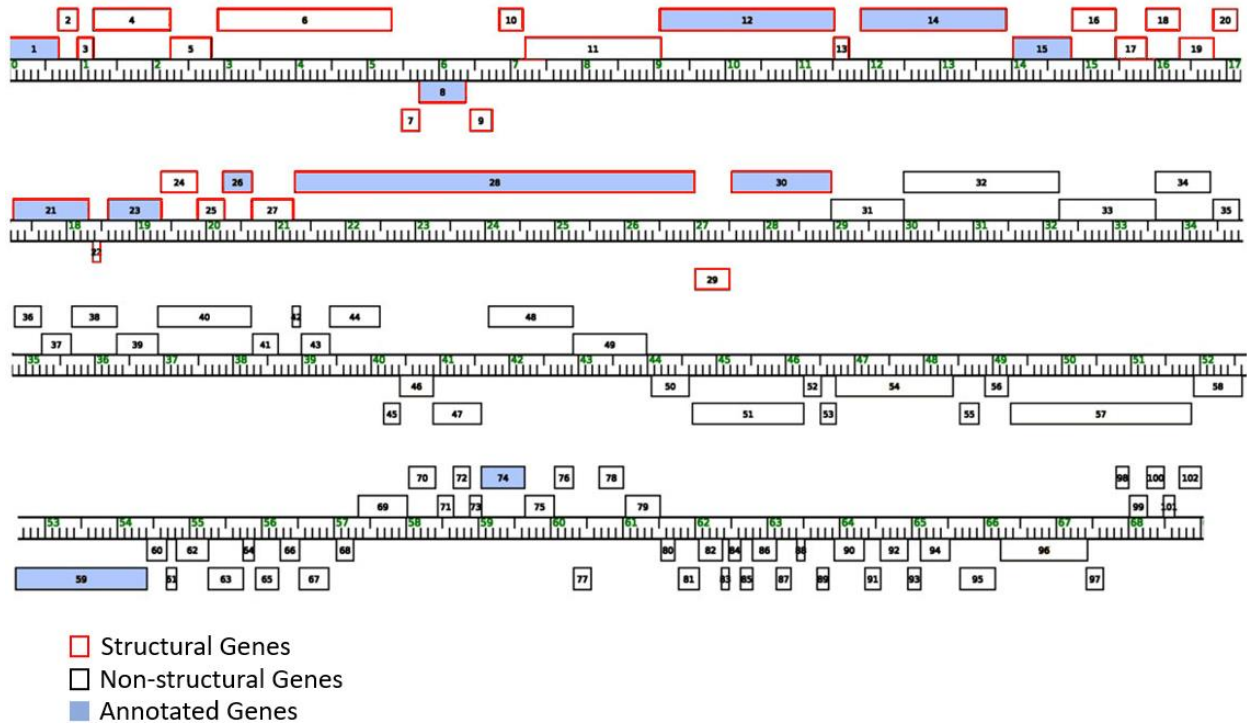 2 4 6 10 12 14 16 18 20
1 3 5 11 13 15 17 19
0 1 2 3 4 5 6 7 8 9 10 11 12 13 14 15 16 17
8
7 9
24 26 28 30 32 34
21 23 25 27 31 33 35
18 19 20 21 22 23 24 25 26 27 28 29 30 31 32 33 34
22
29
36 38 40 42 44 48
37 39 41 43 49
35 36 37 38 39 40 41 42 43 44 45 46 47 48 49 50 51 52
46 50 52 54 56 58
45 47 51 53 55 57
70 72 74 76 78 98 100 102
69 71 73 75 79 99 101
53 54 55 56 57 58 59 60 61 62 63 64 65 66 67 68
60 62 64 66 68 80 82 84 86 88 90 92 94 96
59 61 63 65 67 77 81 83 85 87 89 91 93 95 97
Structural Genes
Non-structural Genes
Annotated Genes